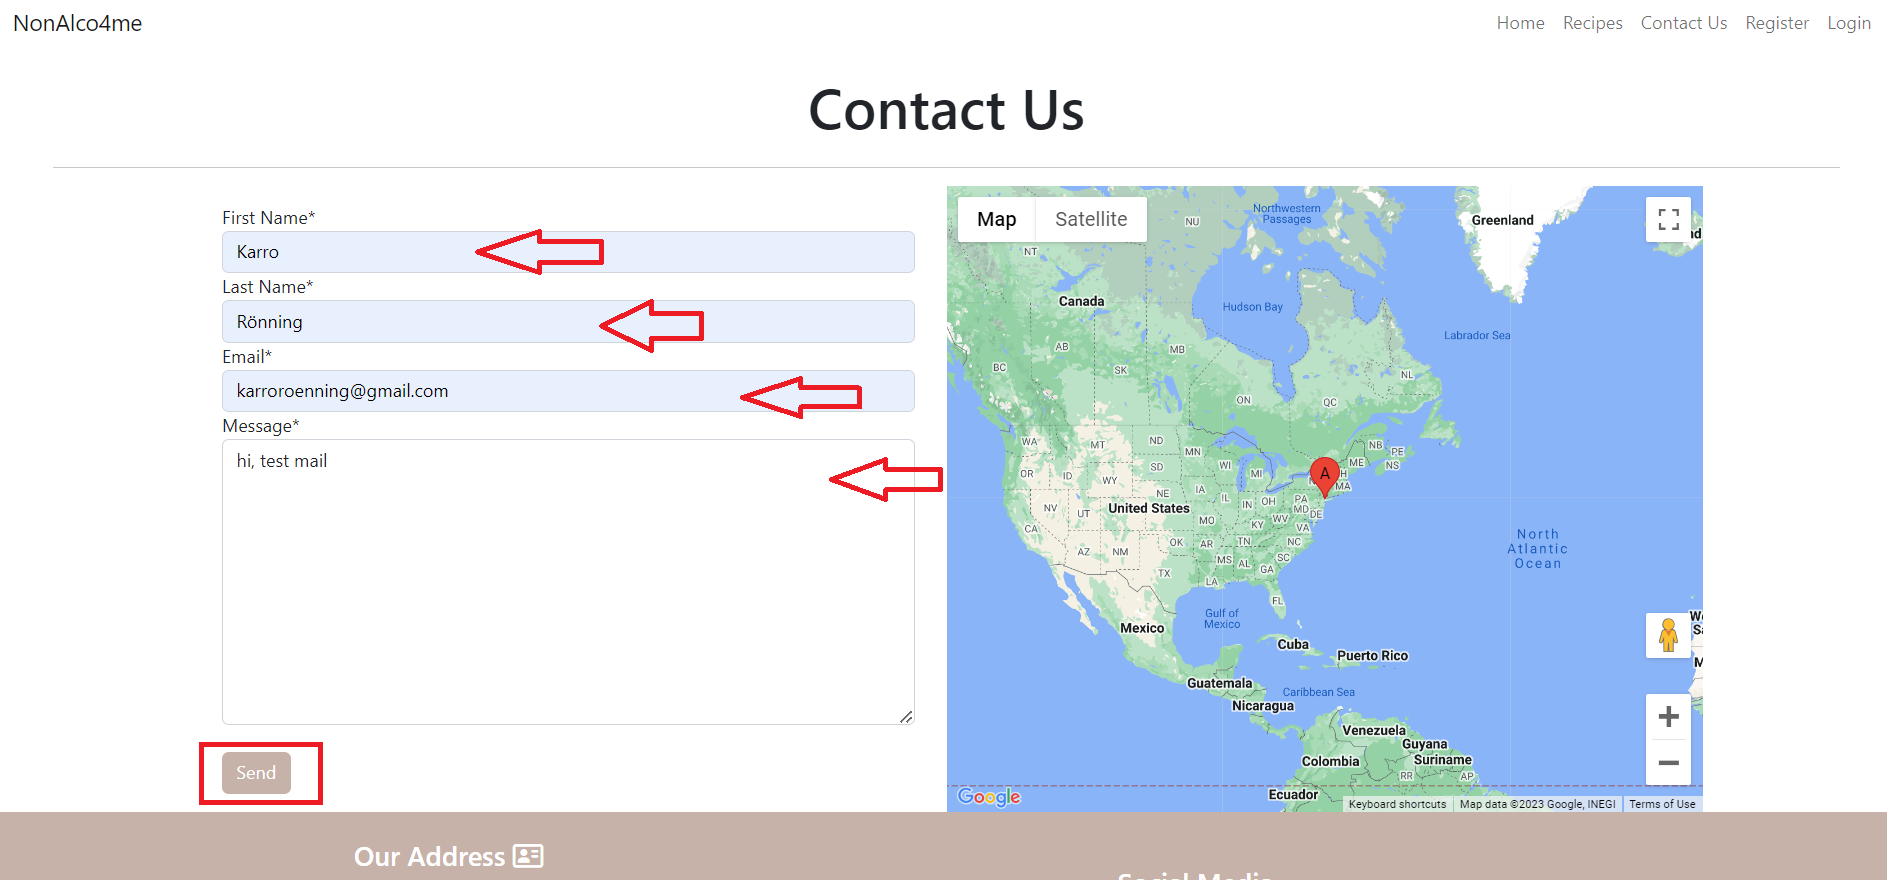 NonAlco4me
Home Recipes Contact Us Register Login
Contact Us
First Name*
Karro
Last Name*
Rönning
Email*
karroroenning@gmail.com
Message*
hi, test mail
Send
Map Satellite
Northwestern
Passages
Greenland
NU
NT
Canada
Hudson Bay
Labrador Sea
AB
MB
BC
SK
NL
ON
QC
WA
MT
ND
NB
PE
OR
ID
SD
MN
WI
MI
ME
NS
A
WY
NE
IA
PA
MA
NV
UT
United States
IL
IN
OH
MD
DE
CA
MO
KY
WV
VA
AZ
NM
OK
AR
TN
NC
SC
TX
MS
AL
GA
LA
FL
North
Atlantic
Ocean
Gulf of
Mexico
Mexico
Cuba
Puerto Rico
Guatemala
Caribbean Sea
Nicaragua
Venezuela
Guyana
Colombia
Suriname
RR
AP
Ecuador
Google
Keyboard shortcuts Map data ©2023 Google, INEGI Terms of Use
Our Address
Social Media